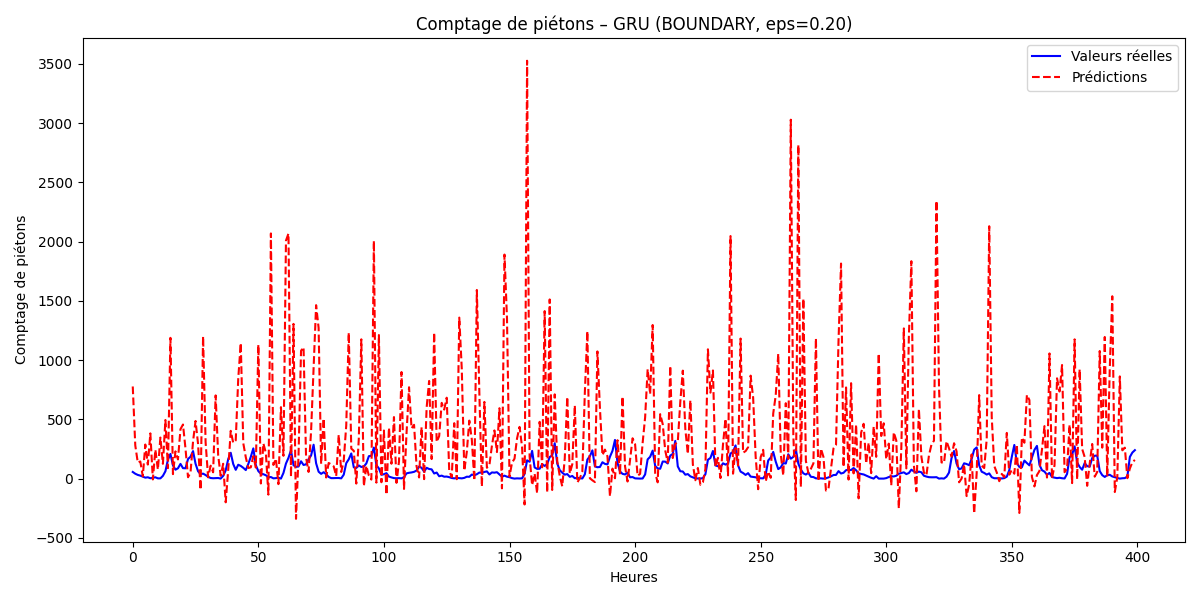 Comptage de piétons – GRU (BOUNDARY, eps=0.20)
Valeurs réelles
Prédictions
Comptage de piétons
3500
3000
2500
2000
1500
1000
500
0
−500
0 50 100 150 200 250 300 350 400
Heures